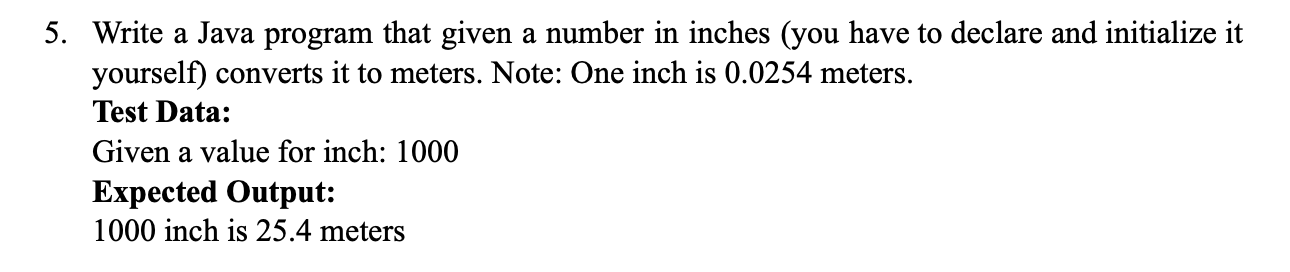 5. Write a Java program that given a number in inches (you have to declare and initialize it
yourself) converts it to meters. Note: One inch is 0.0254 meters.
Test Data:
Given a value for inch: 1000
Expected Output:
1000 inch is 25.4 meters